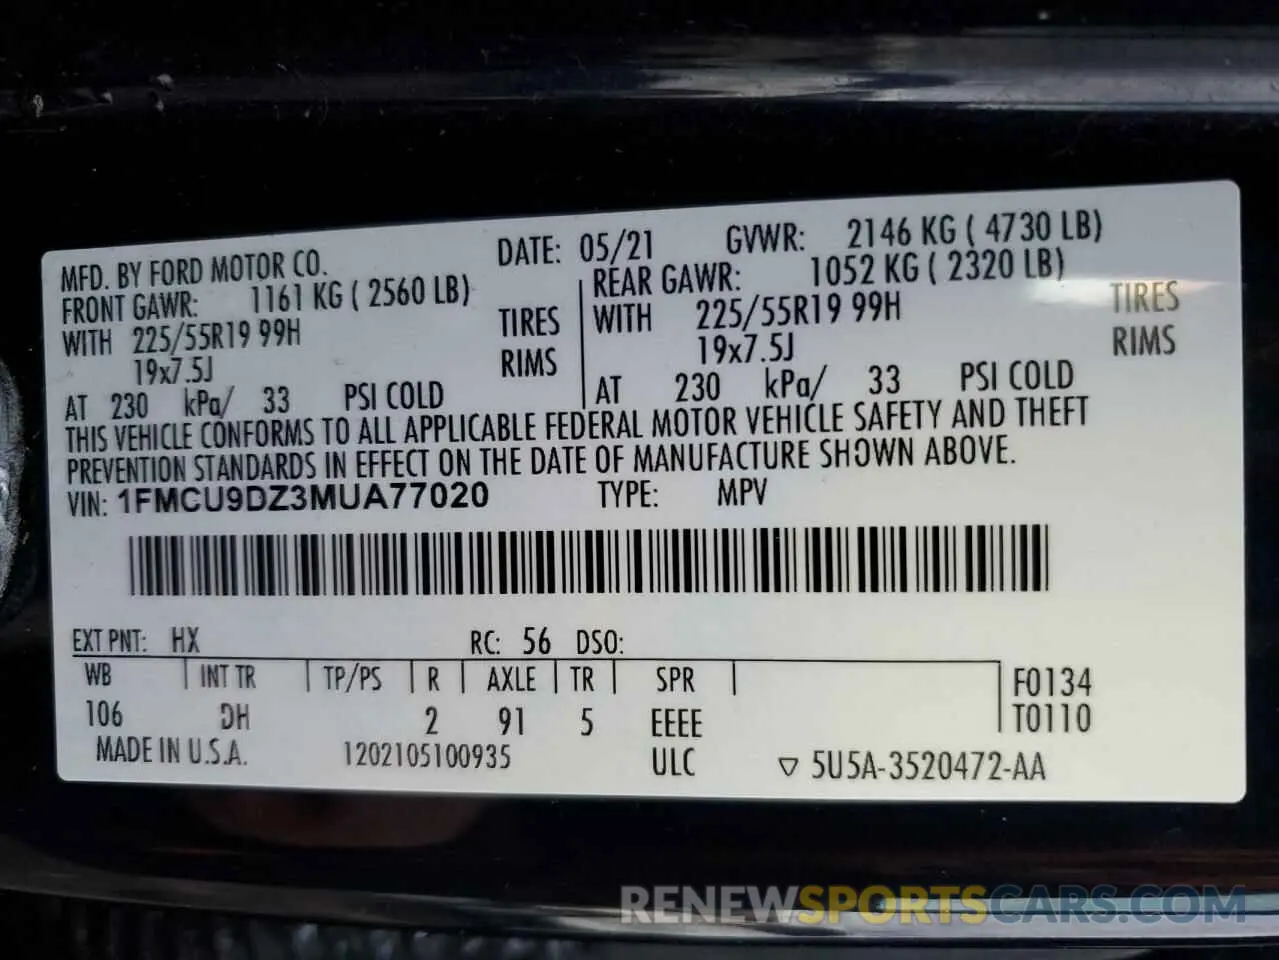 MFD. BY FORD MOTOR CO. DATE: 05/21 GVWR: 2146 KG ( 4730 LB)
FRONT GAWR: 1161 KG ( 2560 LB) REAR GAWR: 1052 KG ( 2320 LB)
WITH 225/55R19 99H TIRES WITH 225/55R19 99H TIRES
19x7.5J RIMS 19x7.5J RIMS
AT 230 kPa/ 33 PSI COLD AT 230 kPa/ 33 PSI COLD
THIS VEHICLE CONFORMS TO ALL APPLICABLE FEDERAL MOTOR VEHICLE SAFETY AND THEFT
PREVENTION STANDARDS IN EFFECT ON THE DATE OF MANUFACTURE SHOWN ABOVE.
VIN: 1FMCU9DZ3MUA77020 TYPE: MPV
EXT PNT: HX RC: 56 DSO:
WB INT TR TP/PS R AXLE TR SPR F0134
106 DH 2 91 5 EEEE T0110
MADE IN U.S.A. 1202105100935 ULC ▽ 5U5A-3520472-AA
RENEWSPORTSCARS.COM